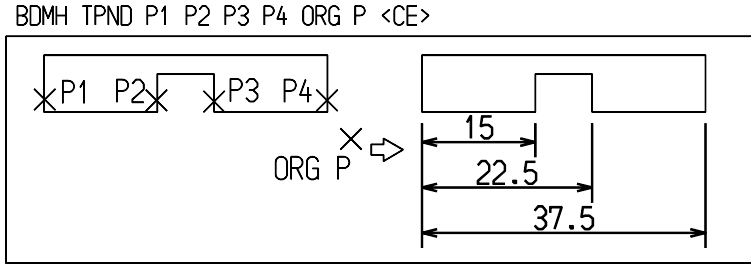 BDMH TPND P1 P2 P3 P4 ORG P <CE>
P1 P2 P3 P4
ORG P
15
22.5
37.5